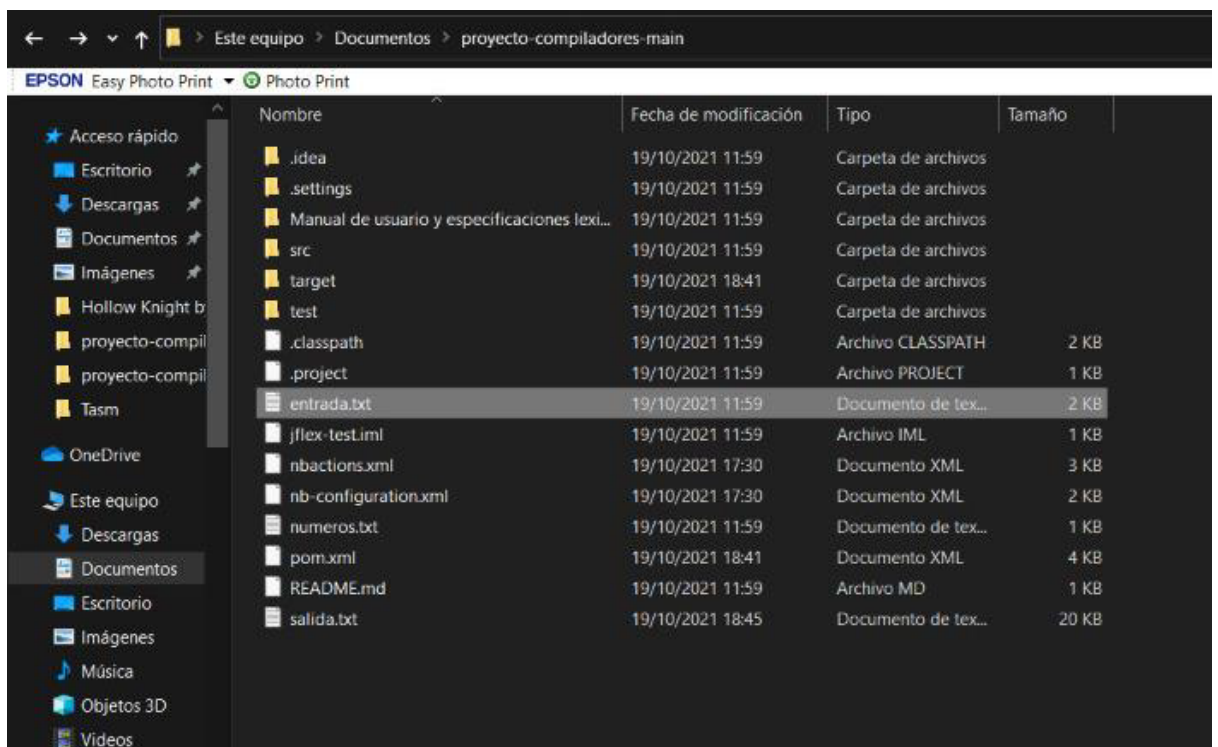 Este equipo > Documentos > proyecto-compiladores-main
EPSON Easy Photo Print Photo Print
Nombre Fecha de modificación Tipo Tamaño
Acceso rápido
Escritorio
Descargas
Documentos
Imágenes
Hollow Knight b
proyecto-compil
proyecto-compil
Tasm
OneDrive
Este equipo
Descargas
Documentos
Escritorio
Imágenes
Música
Objetos 3D
Videos
.idea 19/10/2021 11:59 Carpeta de archivos
.settings 19/10/2021 11:59 Carpeta de archivos
Manual de usuario y especificaciones lexi... 19/10/2021 11:59 Carpeta de archivos
src 19/10/2021 11:59 Carpeta de archivos
target 19/10/2021 18:41 Carpeta de archivos
test 19/10/2021 11:59 Carpeta de archivos
.classpath 19/10/2021 11:59 Archivo CLASSPATH 2 KB
.project 19/10/2021 11:59 Archivo PROJECT 1 KB
entrada.txt 19/10/2021 11:59 Documento de tex... 2 KB
jflex-test.iml 19/10/2021 11:59 Archivo IML 1 KB
nbactions.xml 19/10/2021 17:30 Documento XML 3 KB
nb-configuration.xml 19/10/2021 17:30 Documento XML 2 KB
numeros.txt 19/10/2021 11:59 Documento de tex... 1 KB
pom.xml 19/10/2021 18:41 Documento XML 4 KB
README.md 19/10/2021 11:59 Archivo MD 1 KB
salida.txt 19/10/2021 18:45 Documento de tex... 20 KB